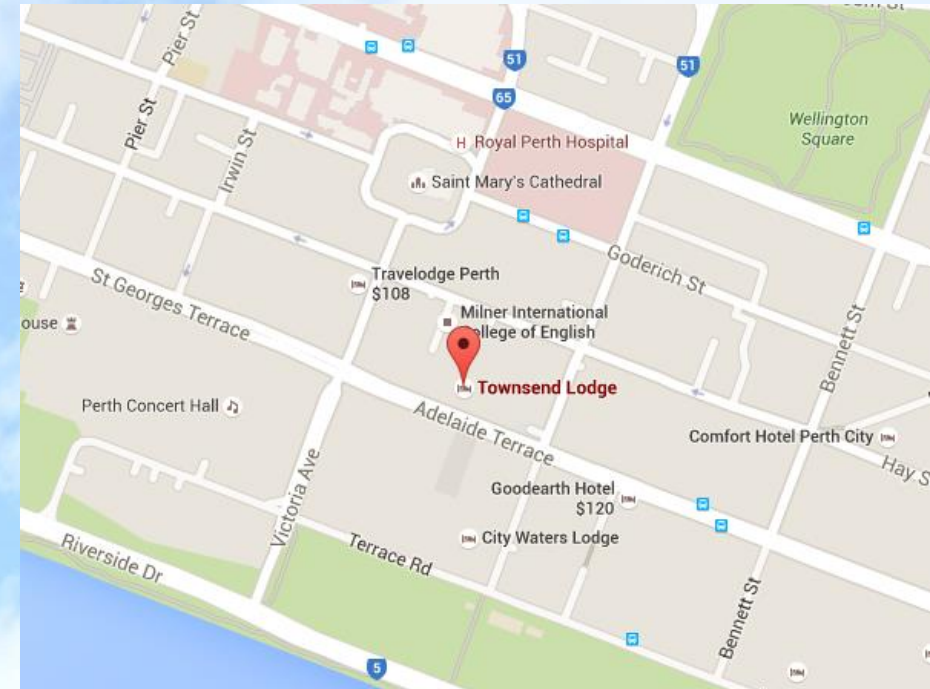 Pier St
51
51
65
Wellington
Square
Pier St
Irwin St
H Royal Perth Hospital
Saint Mary's Cathedral
Goderich St
St Georges Terrace
Travelodge Perth
$108
Milner International
College of English
ouse
Townsend Lodge
Bennett St
Perth Concert Hall
Adelaide Terrace
Comfort Hotel Perth City
Hay S
Goodearth Hotel
$120
Victoria Ave
City Waters Lodge
Terrace Rd
Riverside Dr
Bennett St
5